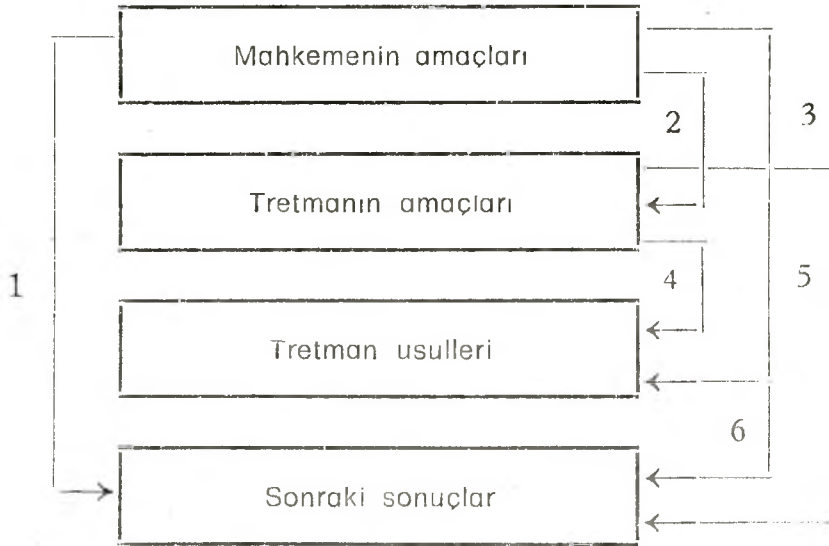 Mahkemenin amaçları
2
3
Tretmanın amaçları
1
4
5
Tretman usulleri
6
Sonraki sonuçlar